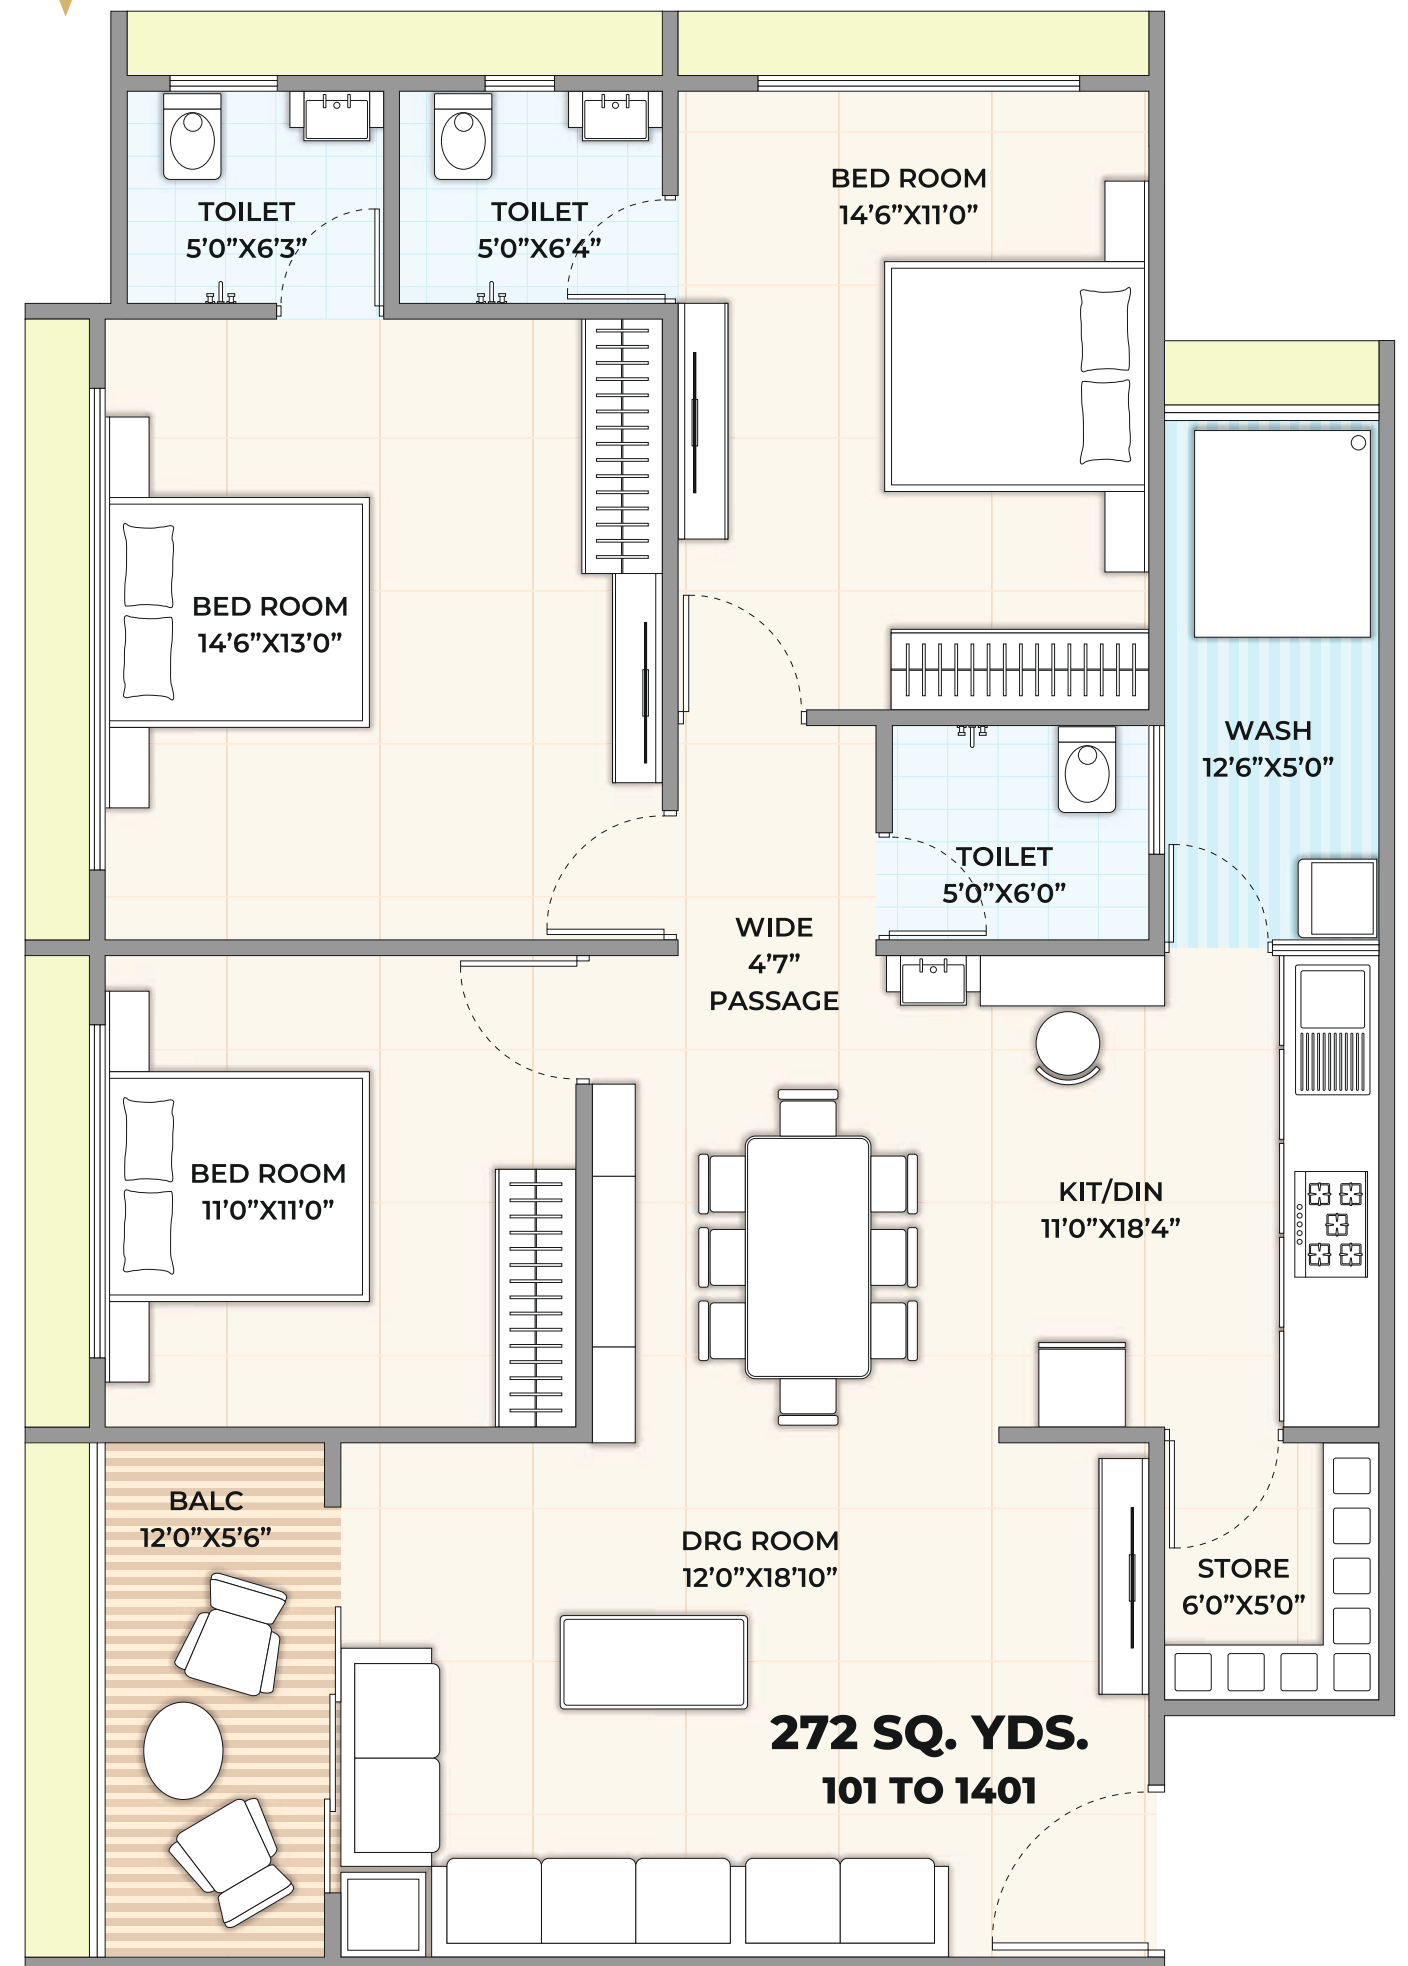 BED ROOM
14’6”X11’0”
TOILET
5’0”X6’3”
TOILET
5’0”X6’4”
BED ROOM
14’6”X13’0”
WASH
12’6”X5’0”
TOILET
5’0”X6’0”
WIDE
4’7”
PASSAGE
BED ROOM
11’0”X11’0”
KIT/DIN
11’0”X18’4”
BALC
12’0”X5’6”
DRG ROOM
12’0”X18’10”
STORE
6’0”X5’0”
272 SQ. YDS.
101 TO 1401